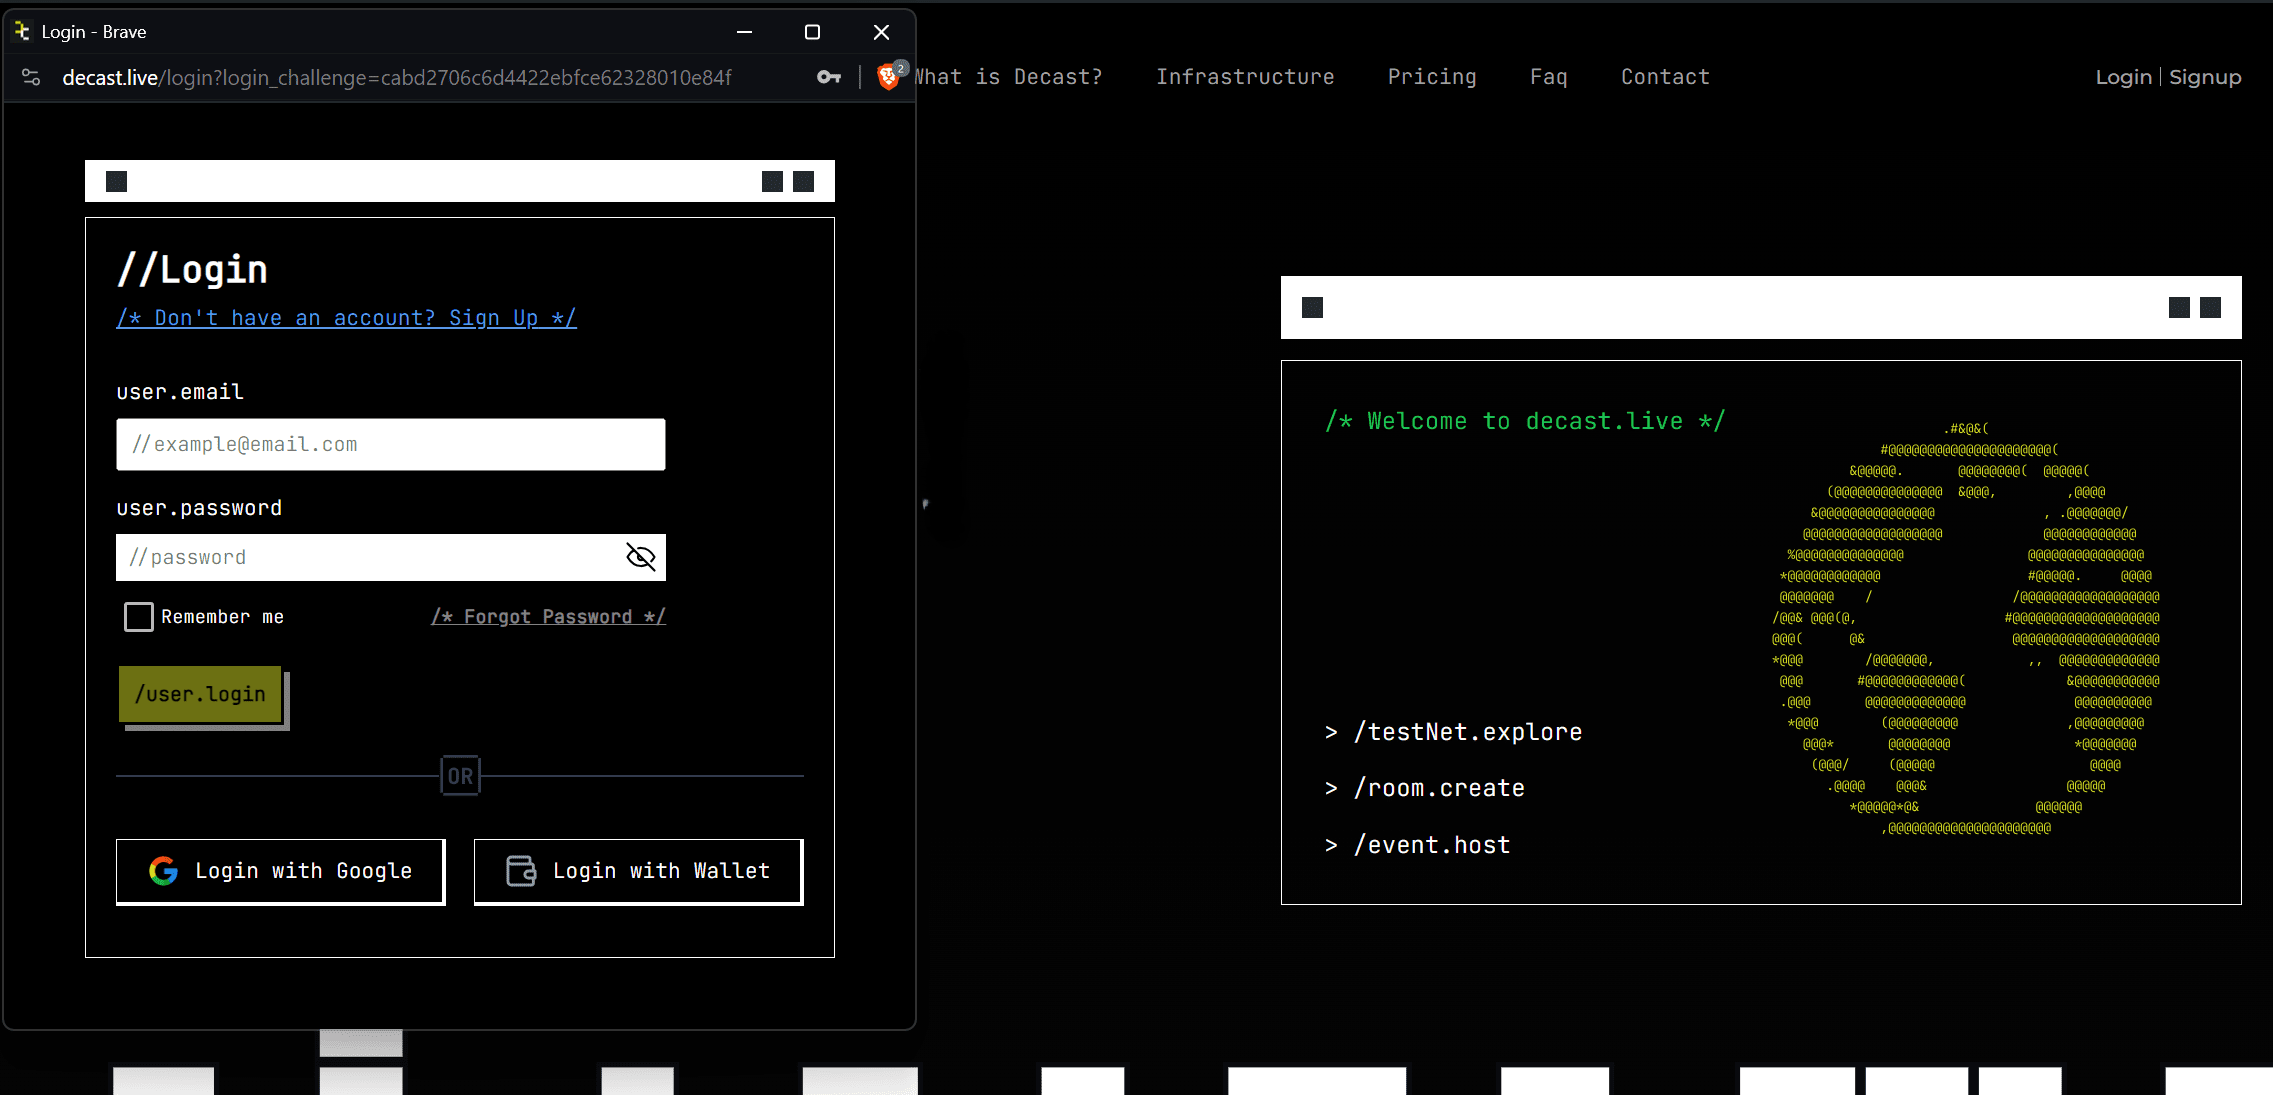 Login - Brave
decast.live/login?login_challenge=cabd2706c6d4422ebfce62328010e84f
2
What is Decast?
Infrastructure
Pricing
Faq
Contact
Login | Signup
//Login
/* Don't have an account? Sign Up */
user.email
//example@email.com
user.password
//password
Remember me
/* Forgot Password */
/user.login
OR
Login with Google
Login with Wallet
/* Welcome to decast.live */
> /testNet.explore
> /room.create
> /event.host